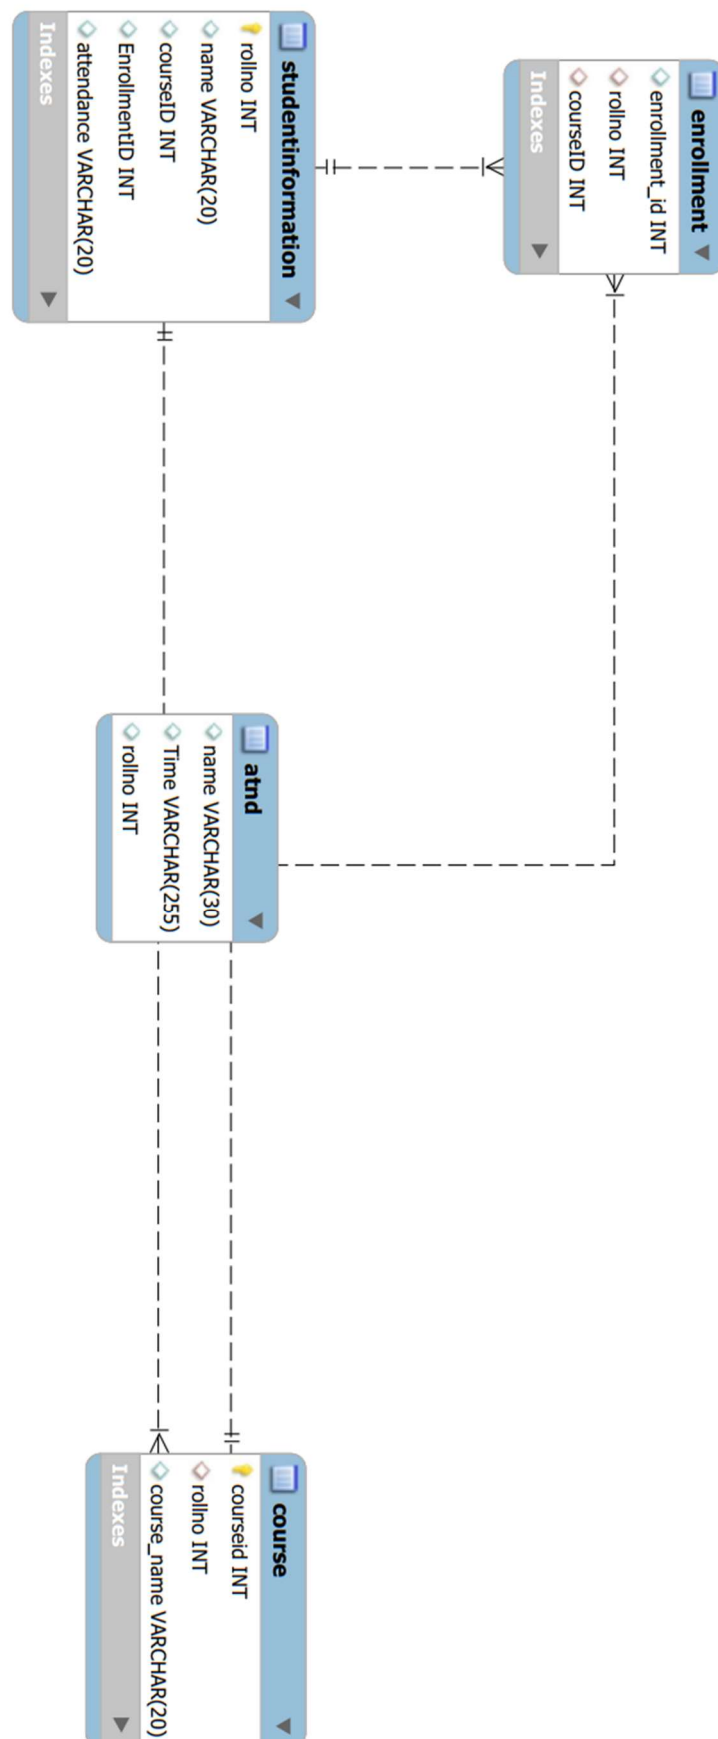 studentinformation
rollno INT
name VARCHAR(20)
courseID INT
EnrollmentID INT
attendance VARCHAR(20)
Indexes
enrollment
enrollment_id INT
rollno INT
courseID INT
Indexes
atnd
name VARCHAR(30)
Time VARCHAR(255)
rollno INT
course
courseid INT
rollno INT
course_name VARCHAR(20)
Indexes